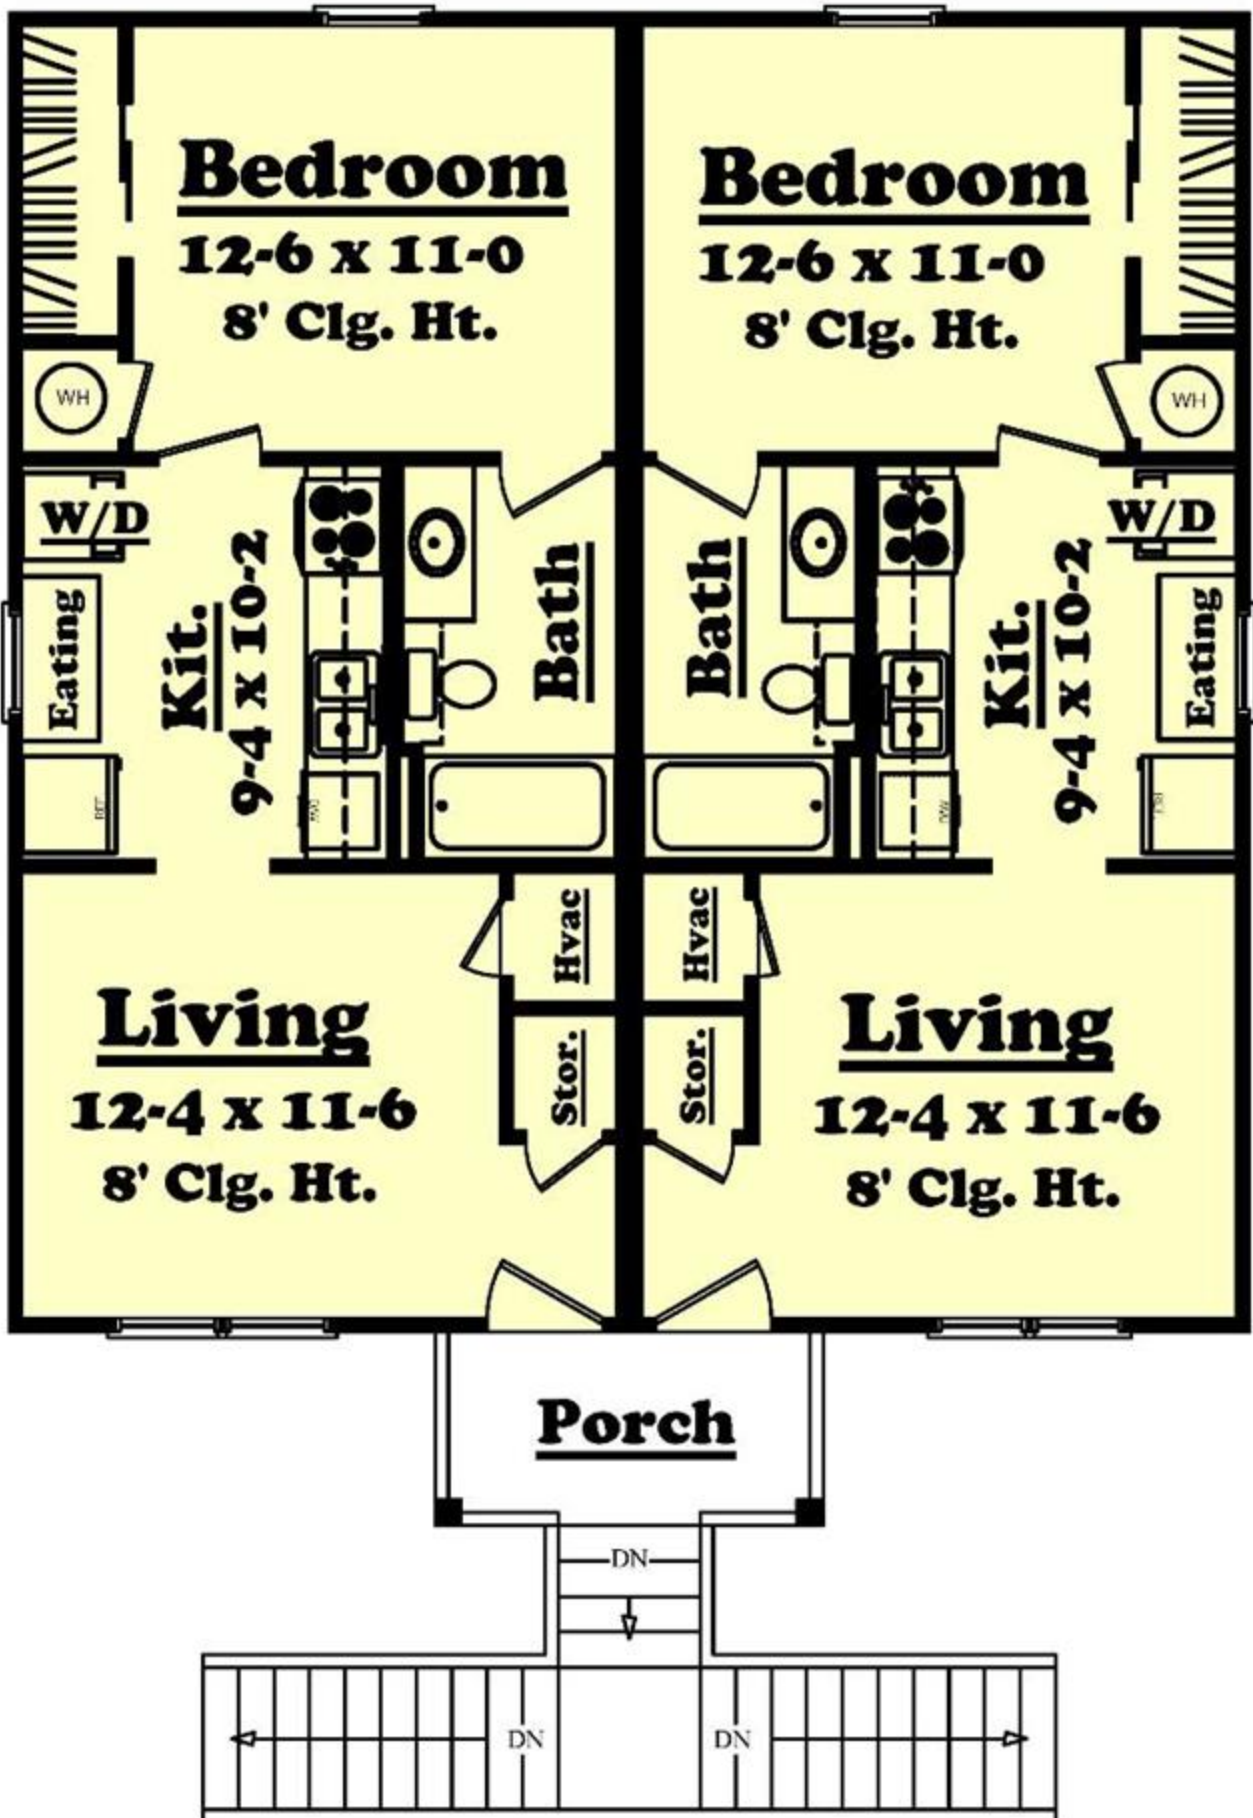 Bedroom
12-6 x 11-0
8' Clg. Ht.
Bedroom
12-6 x 11-0
8' Clg. Ht.
WH
WH
W/D
Eating
Kit.
9-4 x 10-2
Bath
Bath
Kit.
9-4 x 10-2
W/D
Eating
REF
DW
Hvac
Hvac
Stor.
Stor.
Living
12-4 x 11-6
8' Clg. Ht.
Living
12-4 x 11-6
8' Clg. Ht.
Porch
DN
DN
DN